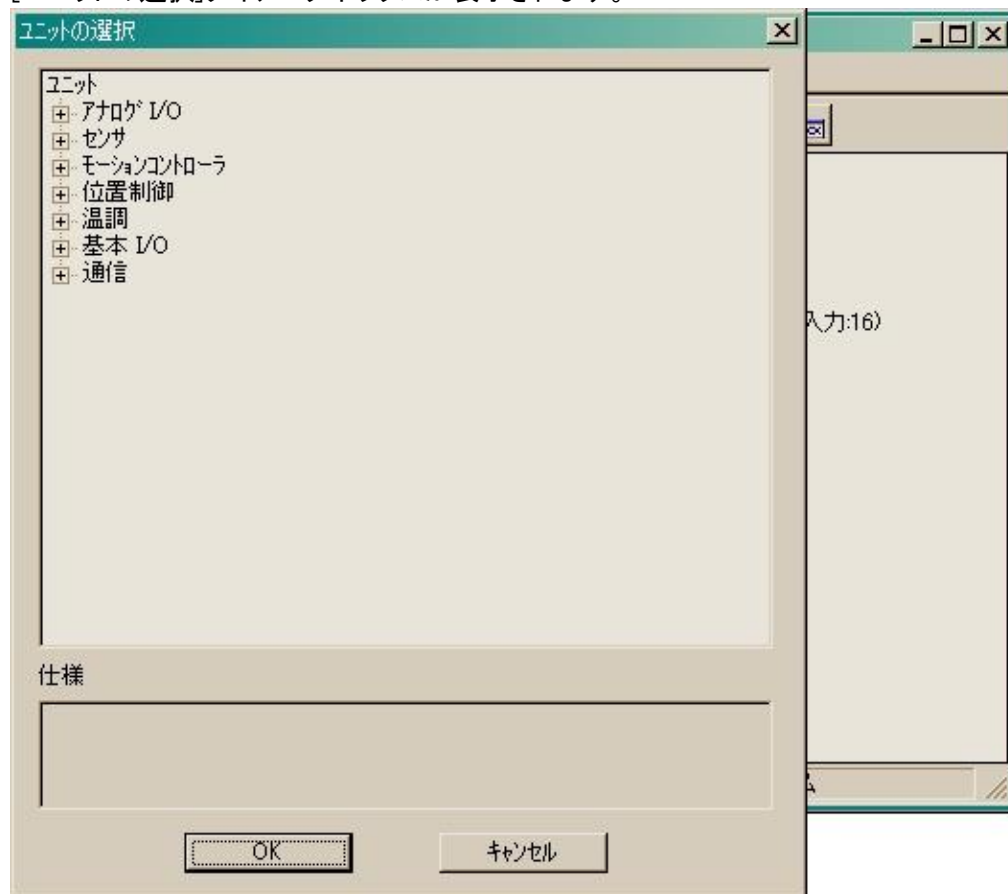 ユニットの選択
ユニット
アナログ I/O
センサ
モーションコントローラ
位置制御
温調
基本 I/O
通信
入力:16)
仕様
OK
キャンセル